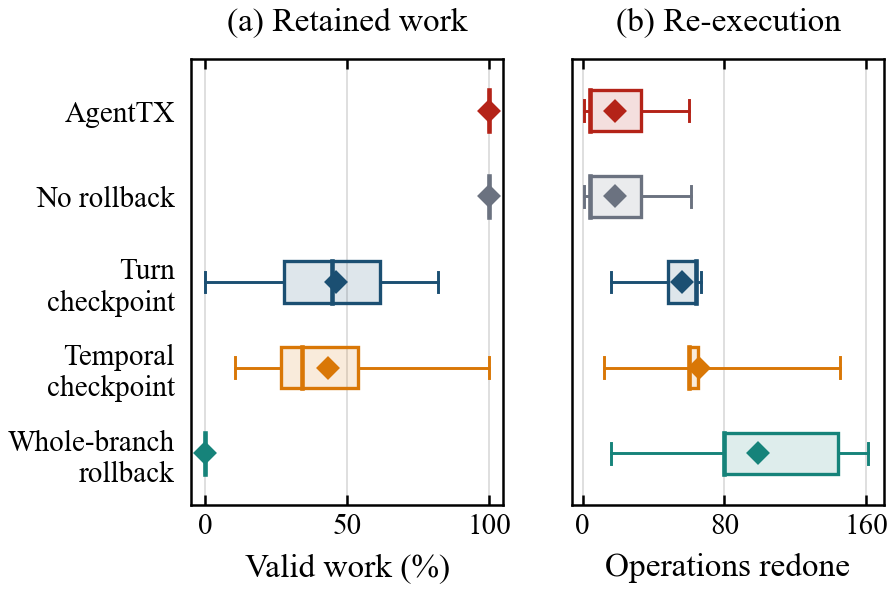 (a) Retained work
(b) Re-execution
AgentTX
No rollback
Turn
checkpoint
Temporal
checkpoint
Whole-branch
rollback
0 50 100
0 80 160
Valid work (%)
Operations redone